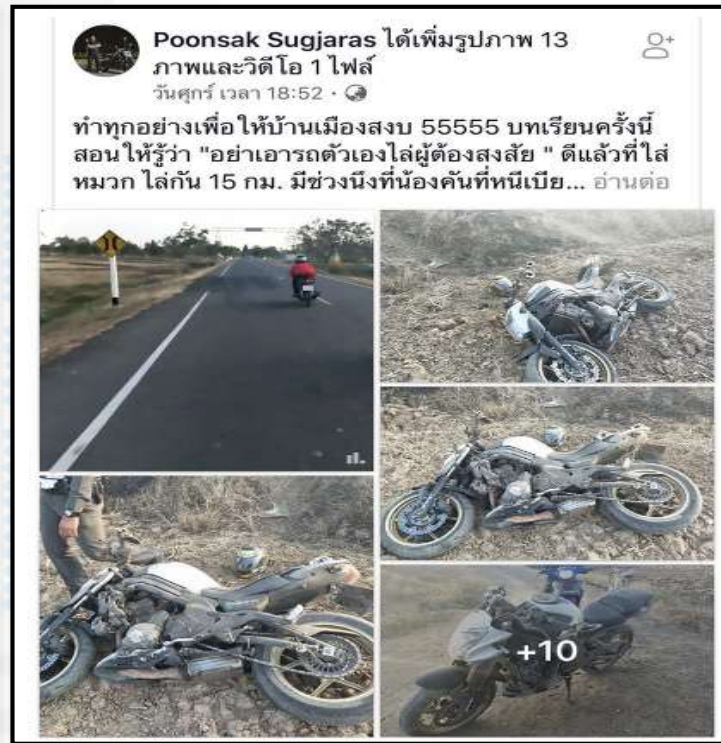 Poonsak Sugjaras ได้เพิ่มรูปภาพ 13
ภาพและวิดีโอ 1 ไฟล์
วันศุกร์ เวลา 18:52 ·
ทำทุกอย่างเพื่อให้บ้านเมืองสงบ 55555 บทเรียนครั้งนี้
สอนให้รู้ว่า "อย่าเอารถตัวเองไล่ผู้ต้องสงสัย " ดีแล้วที่ใส่
หมวก ไล่กัน 15 กม. มีช่วงนึงที่น้องคันที่หนีเบีย... อ่านต่อ
+10